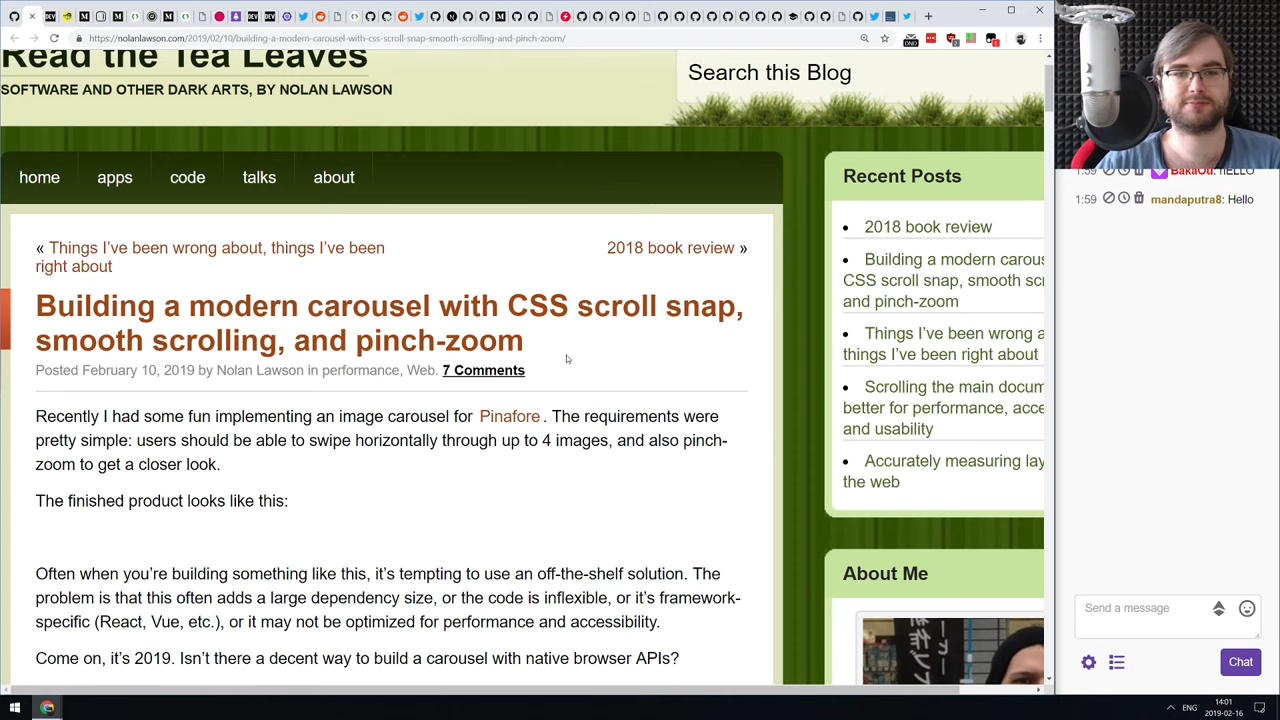 https://nolanlawson.com/2019/02/10/building-a-modern-carousel-with-css-scroll-snap-smooth-scrolling-and-pinch-zoom/
Read the Tea Leaves
SOFTWARE AND OTHER DARK ARTS, BY NOLAN LAWSON
Search this Blog
home
apps
code
talks
about
« Things I've been wrong about, things I've been
right about
2018 book review »
Building a modern carousel with CSS scroll snap,
smooth scrolling, and pinch-zoom
Posted February 10, 2019 by Nolan Lawson in performance, Web. 7 Comments
Recently I had some fun implementing an image carousel for Pinafore . The requirements were
pretty simple: users should be able to swipe horizontally through up to 4 images, and also pinch-
zoom to get a closer look.
The finished product looks like this:
Often when you're building something like this, it's tempting to use an off-the-shelf solution. The
problem is that this often adds a large dependency size, or the code is inflexible, or it's framework-
specific (React, Vue, etc.), or it may not be optimized for performance and accessibility.
Come on, it's 2019. Isn't there a decent way to build a carousel with native browser APIs?
Recent Posts
2018 book review
Building a modern carous
CSS scroll snap, smooth scr
and pinch-zoom
Things I've been wrong a
things I've been right about
Scrolling the main docum
better for performance, acce
and usability
Accurately measuring lay
the web
About Me
1:59 BakaOu: hELLO
1:59 mandaputra8: Hello
Send a message
Chat
ENG
14:01
2019-02-16